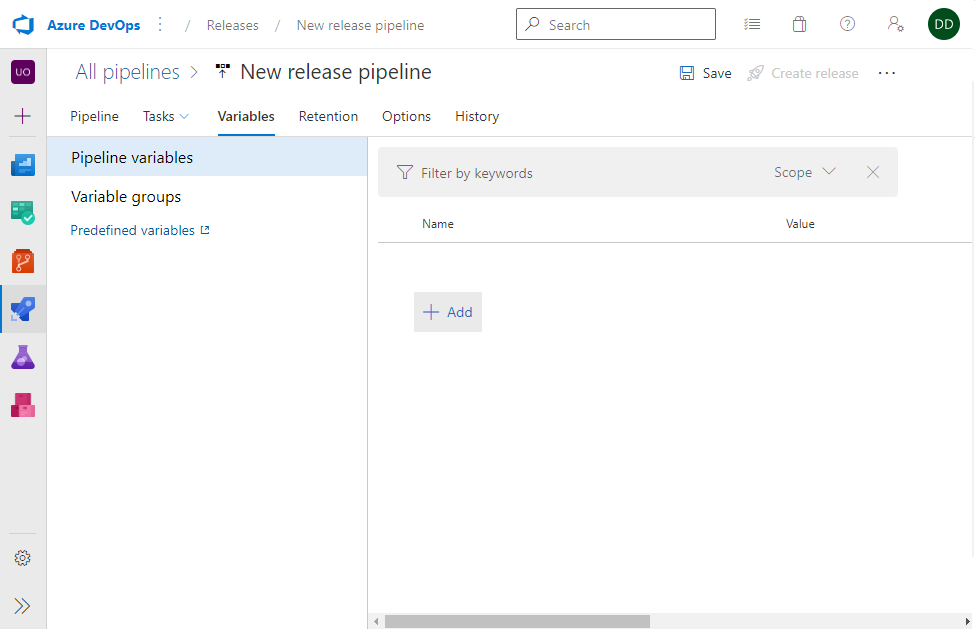 Azure DevOps / Releases / New release pipeline Search DD
UO All pipelines New release pipeline Save Create release ...
Pipeline Tasks Variables Retention Options History
Pipeline variables
Variable groups
Predefined variables
Filter by keywords Scope
Name Value
Add